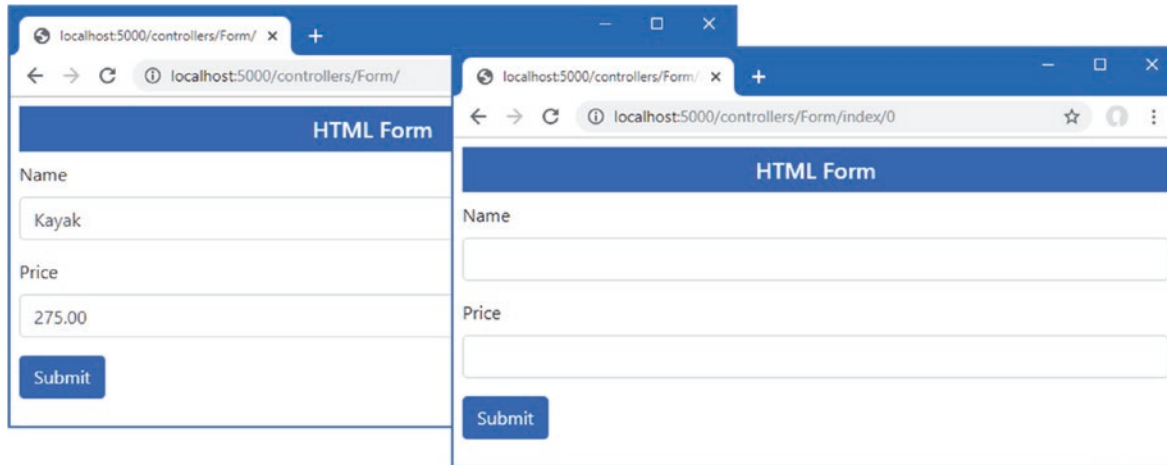 localhost:5000/controllers/Form/
localhost:5000/controllers/Form/
HTML Form
Name
Kayak
Price
275.00
Submit
localhost:5000/controllers/Form/
localhost:5000/controllers/Form/index/0
HTML Form
Name
Price
Submit